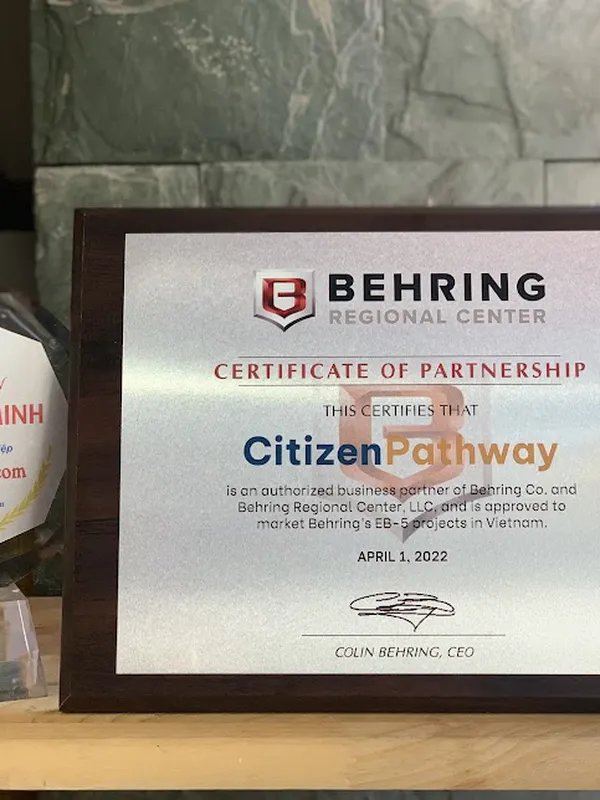 BEHRING
REGIONAL CENTER
CERTIFICATE OF PARTNERSHIP
THIS CERTIFIES THAT
CitizenPathway
is an authorized business partner of Behring Co. and
Behring Regional Center, LLC, and is approved to
market Behring's EB-5 projects in Vietnam.
APRIL 1, 2022
COLIN BEHRING, CEO
MINH
com